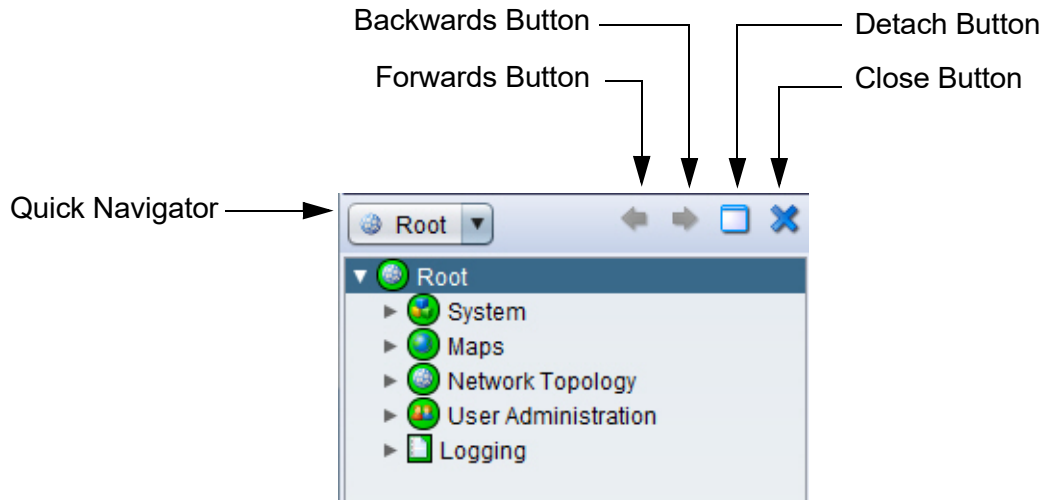 Backwards Button
Detach Button
Forwards Button
Close Button
Quick Navigator
Root
Root
System
Maps
Network Topology
User Administration
Logging